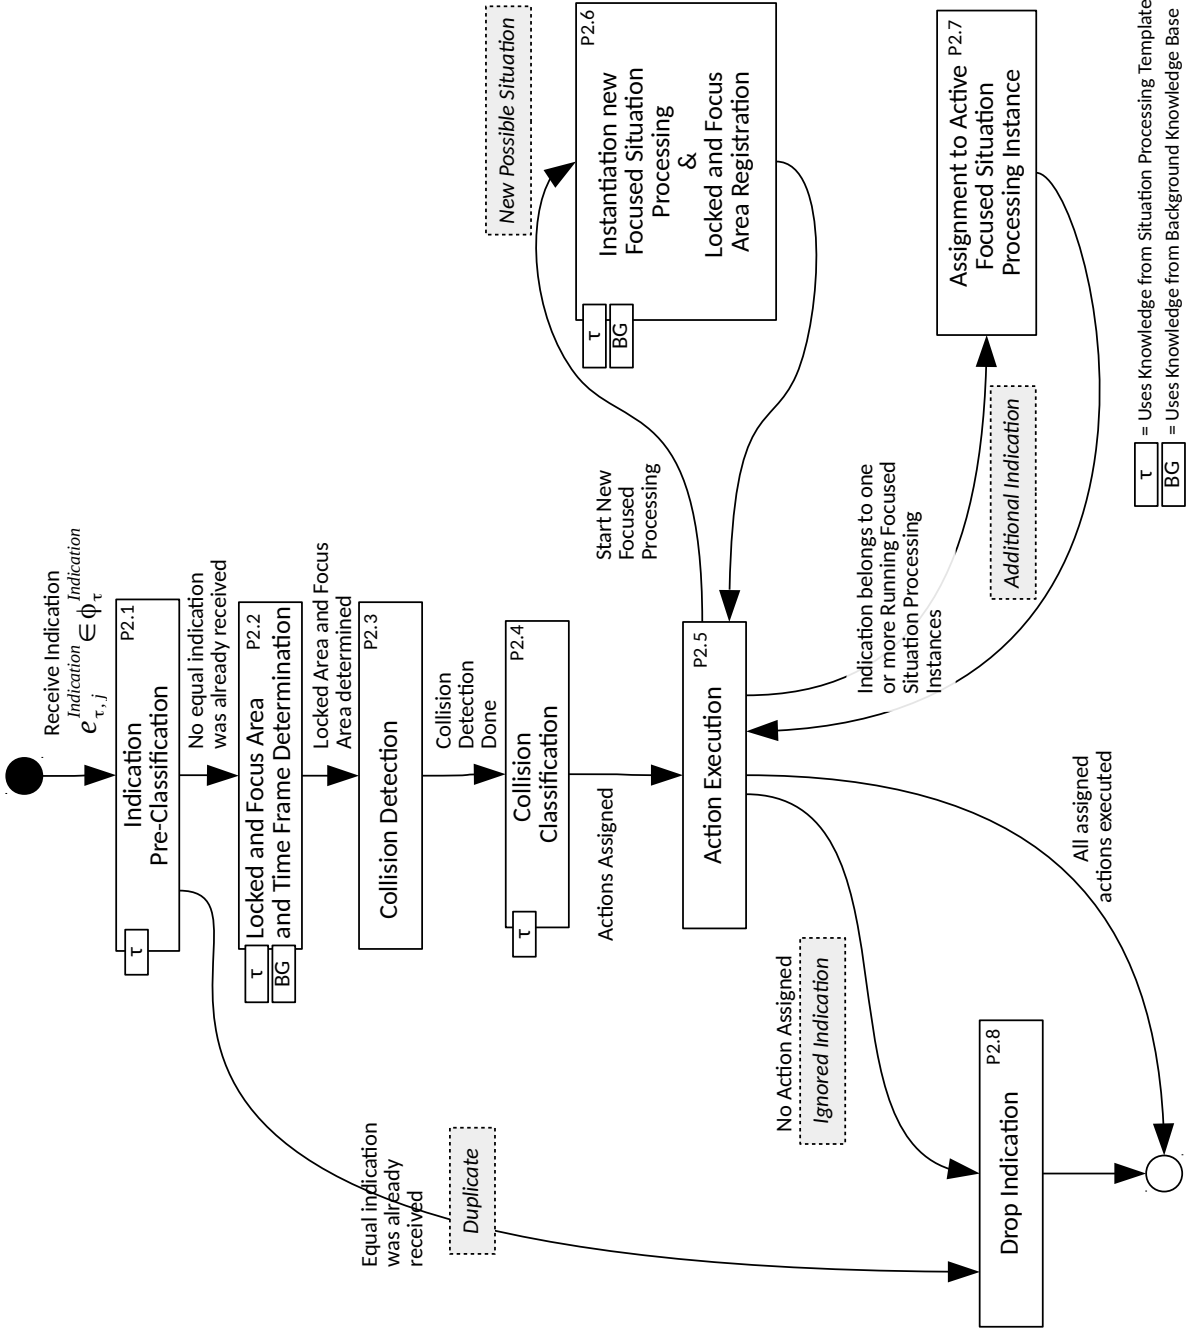 Receive Indication
e τ, j Indication ∈ ϕ τ Indication
Indication
Pre-Classification
P2.1
τ
No equal indication
was already received
Locked and Focus Area
and Time Frame Determination
P2.2
τ
BG
Locked Area and Focus
Area determined
Collision Detection
P2.3
Collision
Detection
Done
Collision
Classification
P2.4
τ
Actions Assigned
Action Execution
P2.5
Start New
Focused
Processing
New Possible Situation
Instantiation new
Focused Situation
Processing
&
Locked and Focus
Area Registration
P2.6
τ
BG
Indication belongs to one
or more Running Focused
Situation Processing
Instances
Additional Indication
Assignment to Active
Focused Situation
Processing Instance
P2.7
Equal indication
was already
received
Duplicate
No Action Assigned
Ignored Indication
Drop Indication
P2.8
All assigned
actions executed
τ = Uses Knowledge from Situation Processing Template
BG = Uses Knowledge from Background Knowledge Base